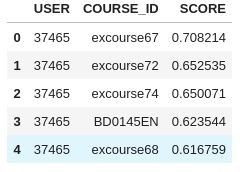 USER COURSE_ID SCORE
0 37465 excourse67 0.708214
1 37465 excourse72 0.652535
2 37465 excourse74 0.650071
3 37465 BD0145EN 0.623544
4 37465 excourse68 0.616759